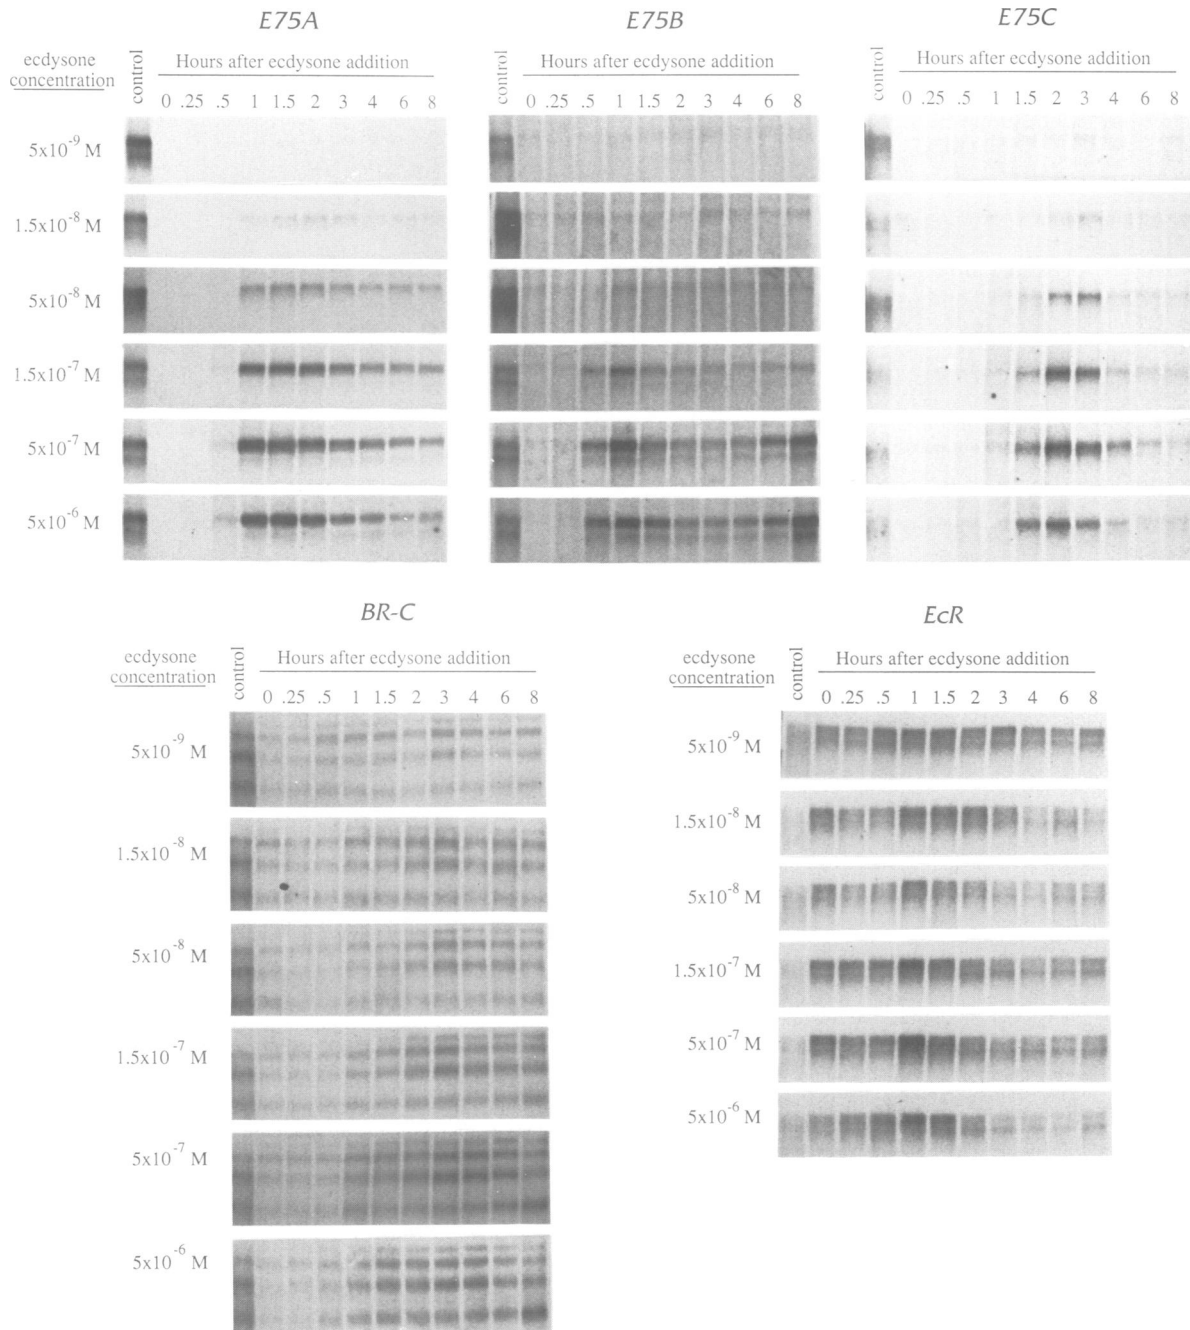 E75A
E75B
E75C
ecdysone
concentration
control
Hours after ecdysone addition
0 .25 .5 1 1.5 2 3 4 6 8
control
Hours after ecdysone addition
0 .25 .5 1 1.5 2 3 4 6 8
control
Hours after ecdysone addition
0 .25 .5 1 1.5 2 3 4 6 8
5x10⁻⁹ M
1.5x10⁻⁸ M
5x10⁻⁸ M
1.5x10⁻⁷ M
5x10⁻⁷ M
5x10⁻⁶ M
BR-C
ecdysone
concentration
control
Hours after ecdysone addition
0 .25 .5 1 1.5 2 3 4 6 8
5x10⁻⁹ M
1.5x10⁻⁸ M
5x10⁻⁸ M
1.5x10⁻⁷ M
5x10⁻⁷ M
5x10⁻⁶ M
EcR
ecdysone
concentration
control
Hours after ecdysone addition
0 .25 .5 1 1.5 2 3 4 6 8
5x10⁻⁹ M
1.5x10⁻⁸ M
5x10⁻⁸ M
1.5x10⁻⁷ M
5x10⁻⁷ M
5x10⁻⁶ M